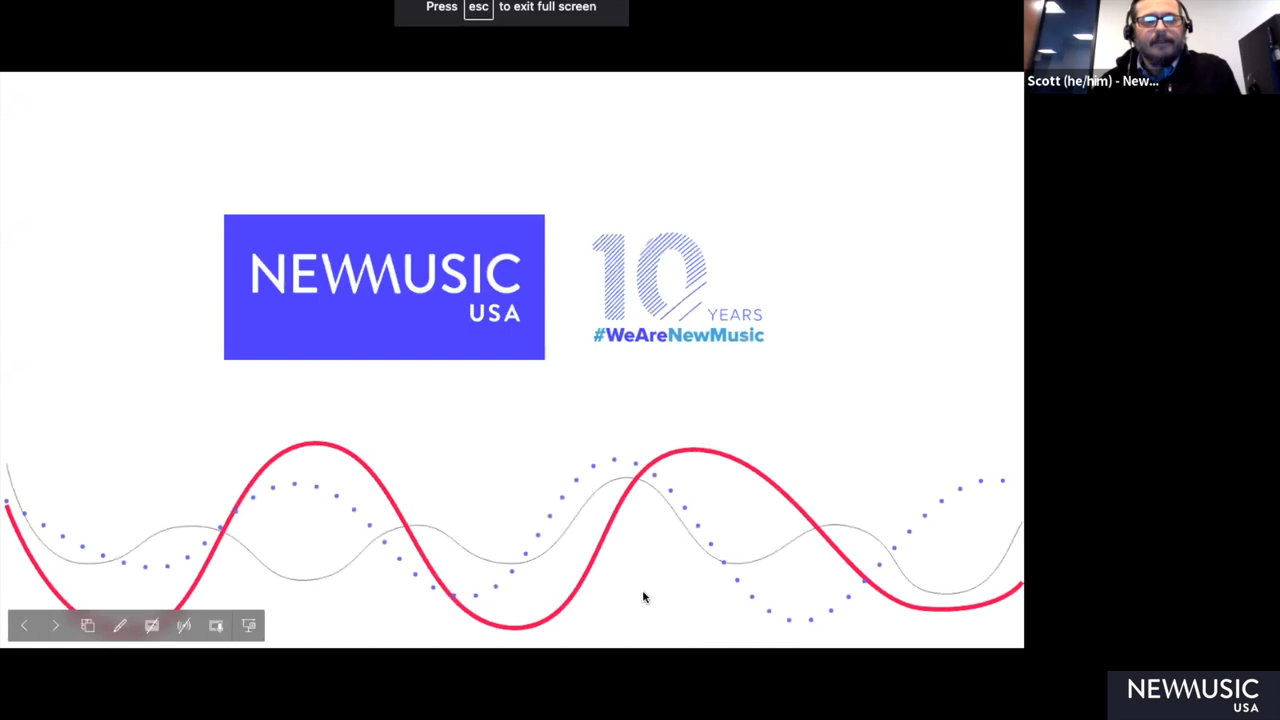 Press esc to exit full screen
Scott (he/him) - New...
NEWMUSIC
USA
10
YEARS
#WeAreNewMusic
NEWMUSIC
USA